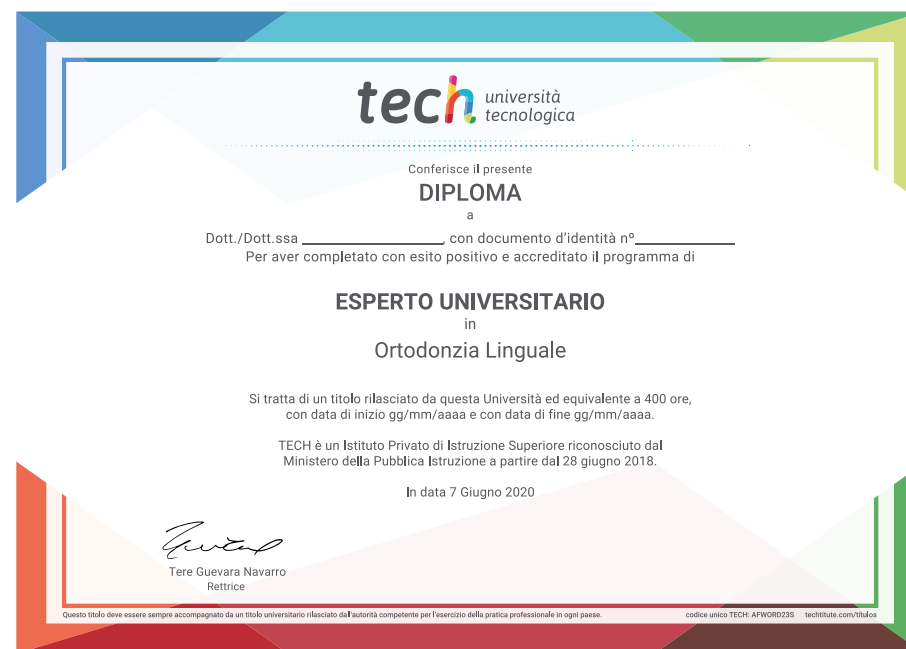 tech università
tecnologica
Conferisce il presente
DIPLOMA
a
Dott./Dott.ssa ____________________, con documento d'identità nº______________
Per aver completato con esito positivo e accreditato il programma di
ESPERTO UNIVERSITARIO
in
Ortodonzia Linguale
Si tratta di un titolo rilasciato da questa Università ed equivalente a 400 ore,
con data di inizio gg/mm/aaaa e con data di fine gg/mm/aaaa.
TECH è un Istituto Privato di Istruzione Superiore riconosciuto dal
Ministero della Pubblica Istruzione a partire dal 28 giugno 2018.
In data 7 Giugno 2020
Tere Guevara Navarro
Rettrice
Questo titolo deve essere sempre accompagnato da un titolo universitario rilasciato dall'autorità competente per l'esercizio della pratica professionale in ogni paese. codice unico TECH: AFWORD23S techtitute.com/titulos